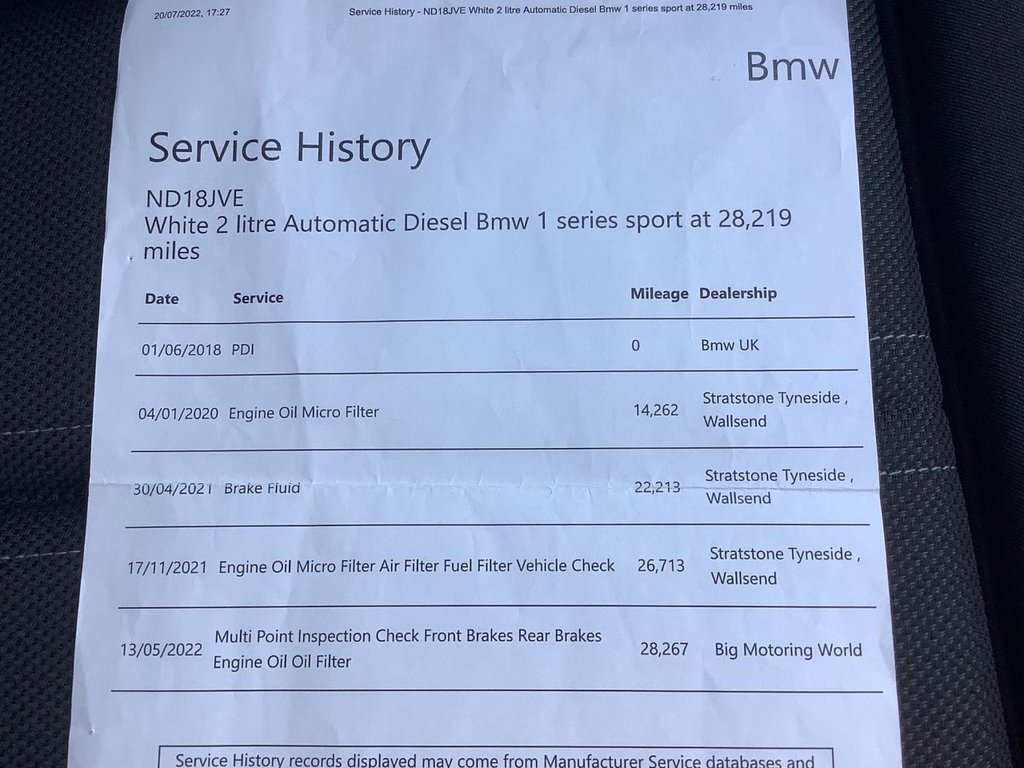 20/07/2022, 17:27 Service History - ND18JVE White 2 litre Automatic Diesel Bmw 1 series sport at 28,219 miles
Bmw
Service History
ND18JVE
White 2 litre Automatic Diesel Bmw 1 series sport at 28,219
miles
Date Service Mileage Dealership
01/06/2018 PDI 0 Bmw UK
04/01/2020 Engine Oil Micro Filter 14,262 Stratstone Tyneside ,
Wallsend
30/04/2021 Brake Fluid 22,213 Stratstone Tyneside ,
Wallsend
17/11/2021 Engine Oil Micro Filter Air Filter Fuel Filter Vehicle Check 26,713 Stratstone Tyneside ,
Wallsend
13/05/2022 Multi Point Inspection Check Front Brakes Rear Brakes
Engine Oil Oil Filter 28,267 Big Motoring World
Service History records displayed may come from Manufacturer Service databases and